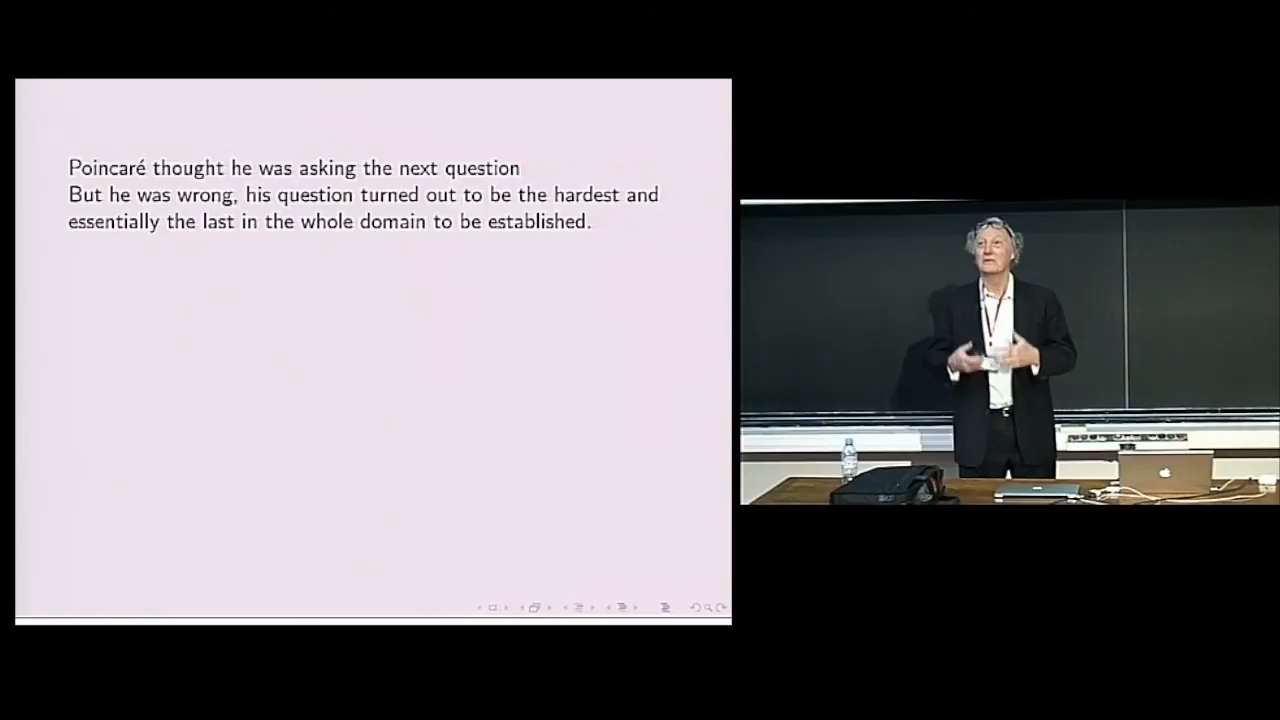 Poincaré thought he was asking the next question
But he was wrong, his question turned out to be the hardest and
essentially the last in the whole domain to be established.